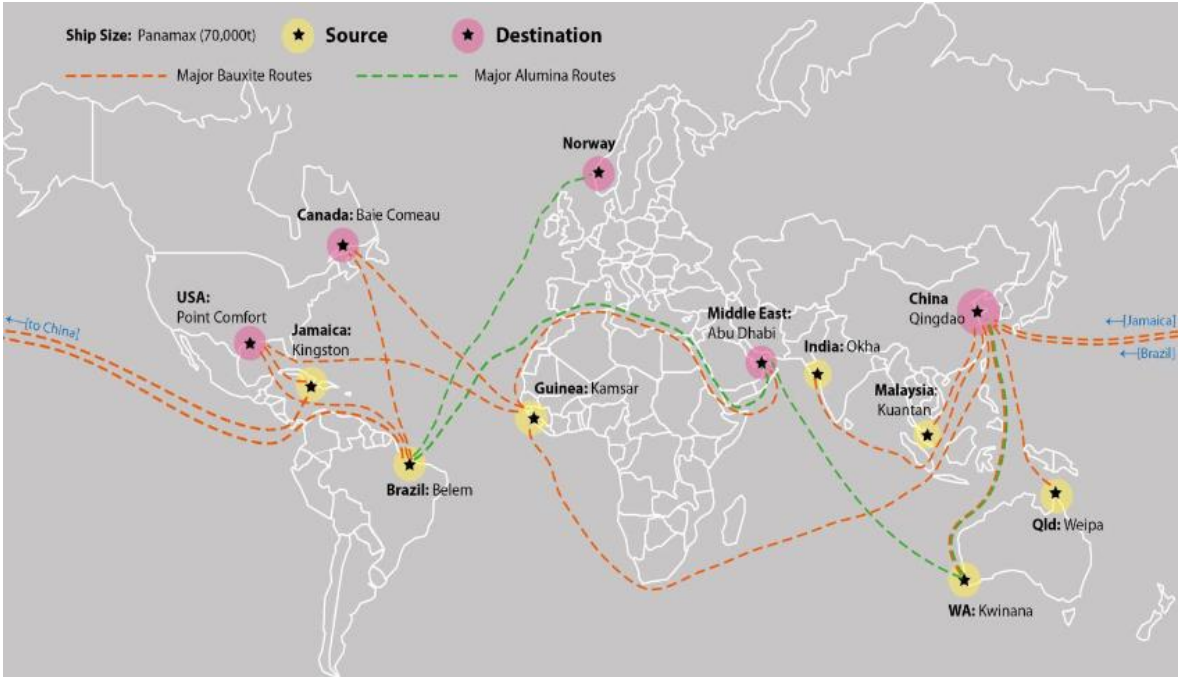 Ship Size: Panamax (70,000t) Source Destination
Major Bauxite Routes Major Alumina Routes
Norway
Canada: Baie Comeau
USA:
Point Comfort
Jamaica:
Kingston
←[to China]
Middle East:
Abu Dhabi
India: Okha
China
Qingdao
←[Jamaica]
←[Brazil]
Guinea: Kamsar
Malaysia:
Kuantan
Brazil: Belem
Qld: Weipa
WA: Kwinana